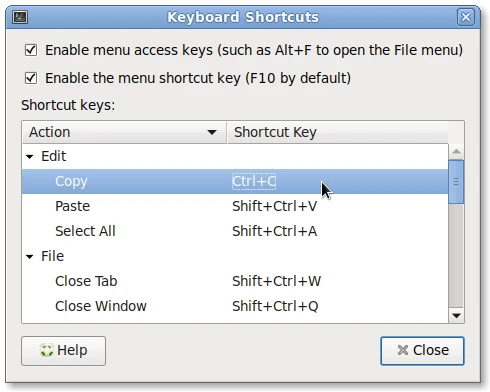 Keyboard Shortcuts
Enable menu access keys (such as Alt+F to open the File menu)
Enable the menu shortcut key (F10 by default)
Shortcut keys:
Action Shortcut Key
Edit
Copy Ctrl+C
Paste Shift+Ctrl+V
Select All Shift+Ctrl+A
File
Close Tab Shift+Ctrl+W
Close Window Shift+Ctrl+Q
Help Close